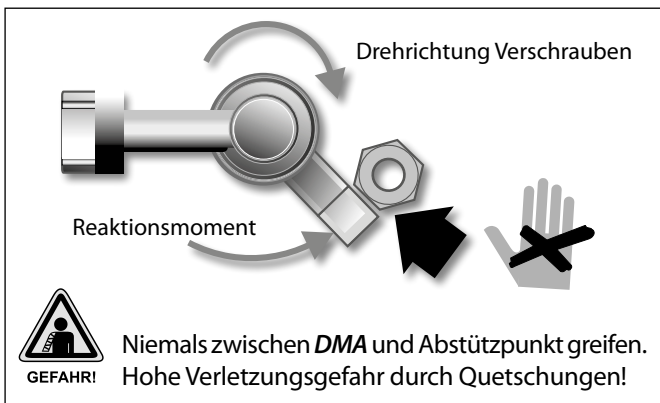 Drehrichtung Verschrauben
Reaktionsmoment
GEFAHR!
Niemals zwischen DMA und Abstützpunkt greifen.
Hohe Verletzungsgefahr durch Quetschungen!